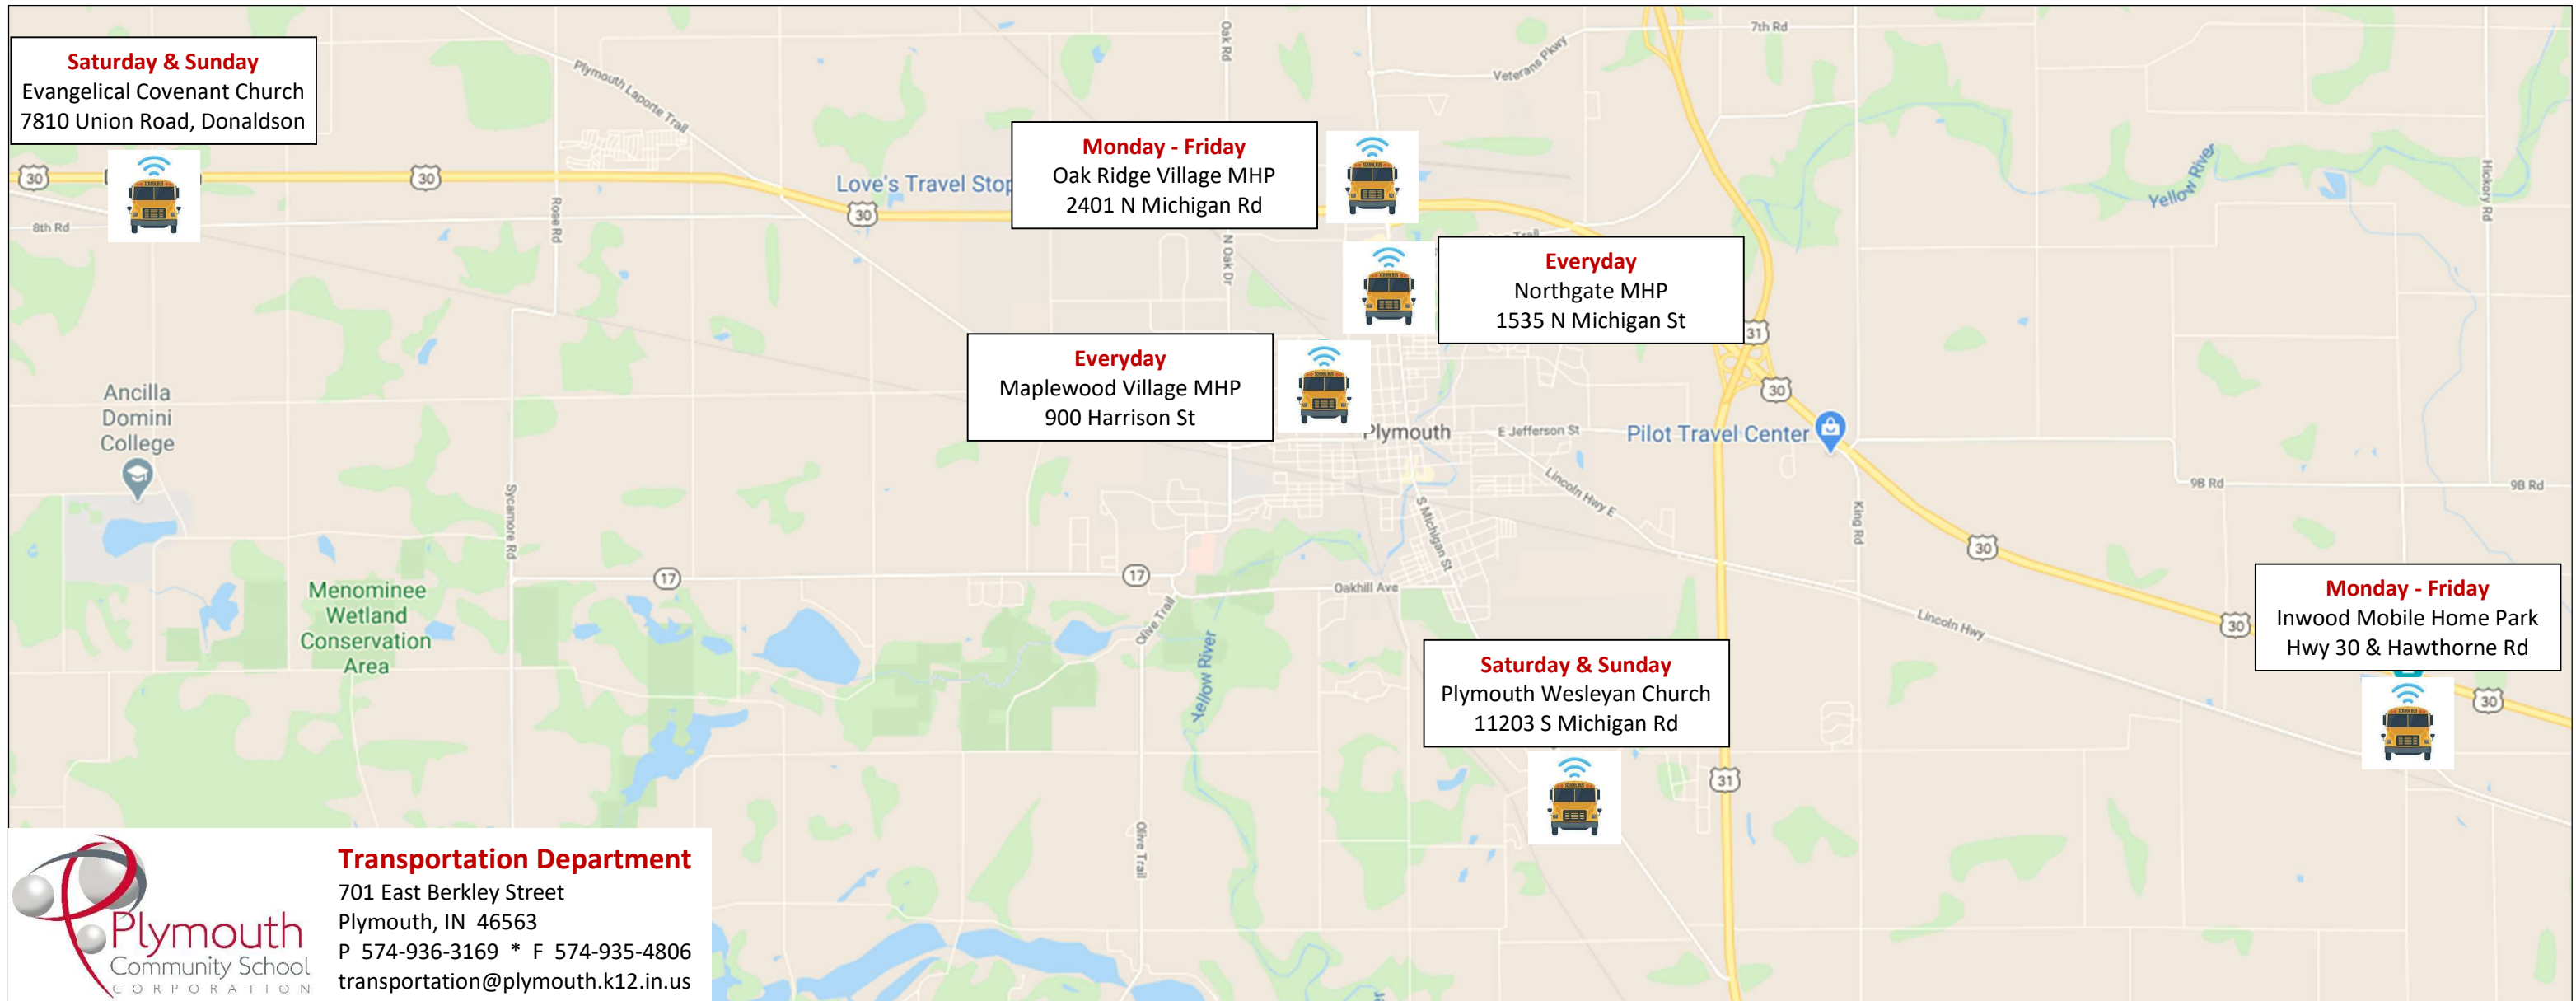 7th Rd
Oak Rd
Veterans Pkwy
Saturday & Sunday
Evangelical Covenant Church
7810 Union Road, Donaldson
Plymouth Laporte Trail
Monday - Friday
Oak Ridge Village MHP
2401 N Michigan Rd
30
30
Love's Travel Stop
30
Rose Rd
8th Rd
Yellow River
Hickory Rd
N Oak Dr
Trail
Everyday
Northgate MHP
1535 N Michigan St
31
Everyday
Maplewood Village MHP
900 Harrison St
30
Ancilla
Domini
College
Plymouth
E Jefferson St
Pilot Travel Center
Lincoln Hwy E
9B Rd
9B Rd
Sycamore Rd
S Michigan St
King Rd
30
17
17
Oakhill Ave
Menominee
Wetland
Conservation
Area
Olive Trail
Yellow River
Lincoln Hwy
30
Monday - Friday
Inwood Mobile Home Park
Hwy 30 & Hawthorne Rd
30
Saturday & Sunday
Plymouth Wesleyan Church
11203 S Michigan Rd
31
Olive Trail
Plymouth
Community School
CORPORATION
Transportation Department
701 East Berkley Street
Plymouth, IN 46563
P 574-936-3169 * F 574-935-4806
transportation@plymouth.k12.in.us